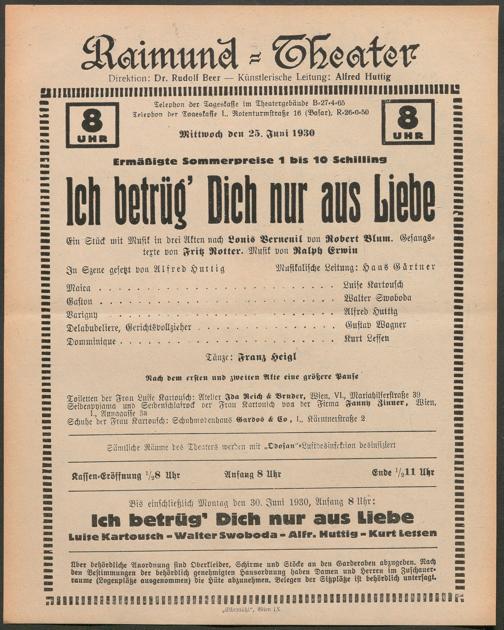 Raimund-Theater
Direktion: Dr. Rudolf Beer — Künstlerische Leitung: Alfred Huttig
8 UHR
Telephon der Tageskasse im Theatergebäude B-27-4-65
Telephon der Tageskasse I., Rotenturmstraße 16 (Basar), R-26-0-50
8 UHR
Mittwoch den 25. Juni 1930
Ermäßigte Sommerpreise 1 bis 10 Schilling
Ich betrüg' Dich nur aus Liebe
Ein Stück mit Musik in drei Akten nach Louis Verneuil von Robert Blum. Gesangs-
texte von Fritz Rotter. Musik von Ralph Erwin
In Szene gesetzt von Alfred Huttig Musikalische Leitung: Hans Gärtner
Maica . . . . . Luise Kartousch
Gaston . . . . . Walter Swoboda
Varigny . . . . . Alfred Huttig
Delabubeliere, Gerichtsvollzieher . . . . . Gustav Wagner
Domminique . . . . . Kurt Lessen
Tänze: Franz Heigl
Nach dem ersten und zweiten Akte eine größere Pause
Toiletten der Frau Luise Kartousch: Atelier Ida Reich & Bruder, Wien, VI., Mariahilferstraße 39
Seidenpyjama und Seidenschlafrock der Frau Kartousch von der Firma Fanny Zinner, Wien,
I., Annagasse 3a
Schuhe der Frau Kartousch: Schuhmodenhaus Gardos & Co, I., Kärntnerstraße 2
Sämtliche Räume des Theaters werden mit „Odosan“-Luftdesinfektion desinfiziert
Kassen-Eröffnung ½8 Uhr Anfang 8 Uhr Ende ½11 Uhr
Bis einschließlich Montag den 30. Juni 1930, Anfang 8 Uhr:
Ich betrüg' Dich nur aus Liebe
Luise Kartousch – Walter Swoboda – Alfr. Huttig – Kurt Lessen
Über behördliche Anordnung sind Oberkleider, Schirme und Stöcke an den Garderoben abzugeben. Nach
den Bestimmungen der behördlich genehmigten Hausordnung haben Damen und Herren im Zuschauer-
raume (Logenplätze ausgenommen) die Hüte abzunehmen. Belegen der Sitzplätze ist behördlich untersagt.
Wien IX.